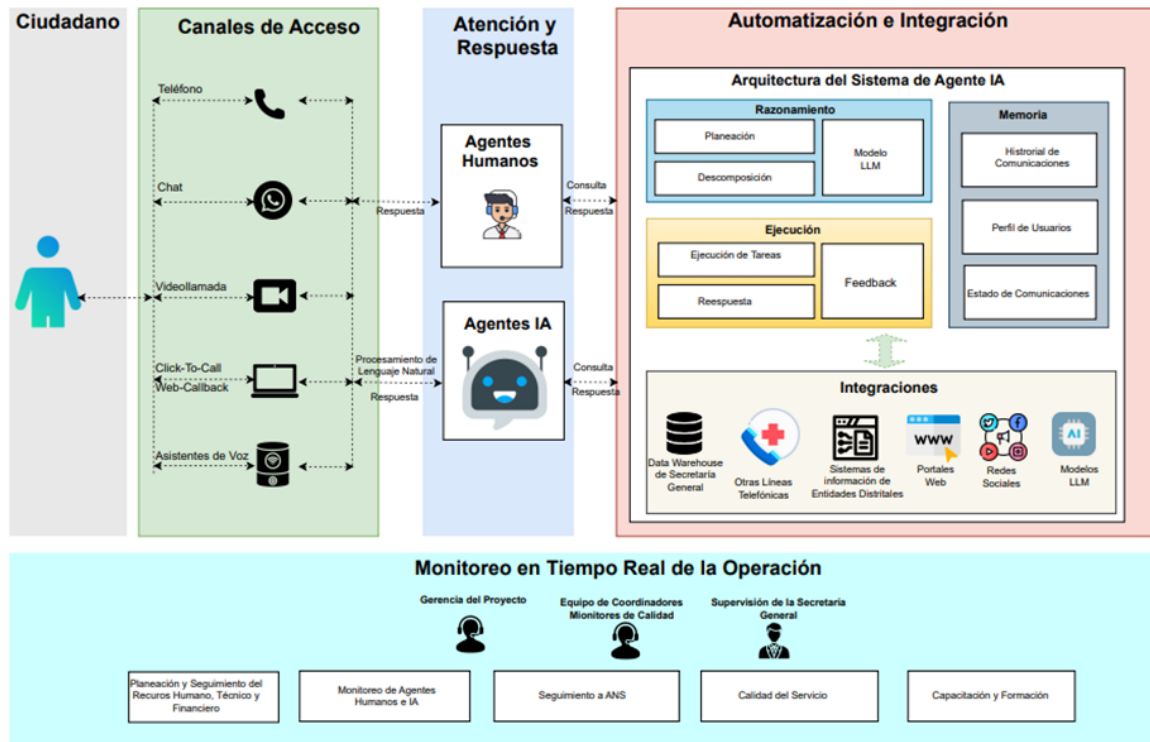 Ciudadano
Canales de Acceso
Teléfono
Chat
Videollamada
Click-To-Call
Web-Callback
Asistentes de Voz
Atención y
Respuesta
Respuesta
Agentes
Humanos
Consulta
Respuesta
Procesamiento de
Lenguaje Natural
Respuesta
Agentes IA
Consulta
Respuesta
Automatización e Integración
Arquitectura del Sistema de Agente IA
Razonamiento
Planeación
Descomposición
Modelo
LLM
Ejecución
Ejecución de Tareas
Reespuesta
Feedback
Memoria
Histrorial de
Comunicaciones
Perfil de Usuarios
Estado de Comunicaciones
Integraciones
Data Warehouse
de Secretaría
General
Otras Líneas
Telefónicas
Sistemas de
información de
Entidades Distritales
WWW
Portales
Web
Redes
Sociales
AI
Modelos
LLM
Monitoreo en Tiempo Real de la Operación
Gerencia del Proyecto
Equipo de Coordinadores
Mionitores de Calidad
Supervisión de la Secretaría
General
Planeación y Seguimiento del
Recuros Humano, Técnico y
Financiero
Monitoreo de Agentes
Humanos e IA
Seguimiento a ANS
Calidad del Servicio
Capacitación y Formación